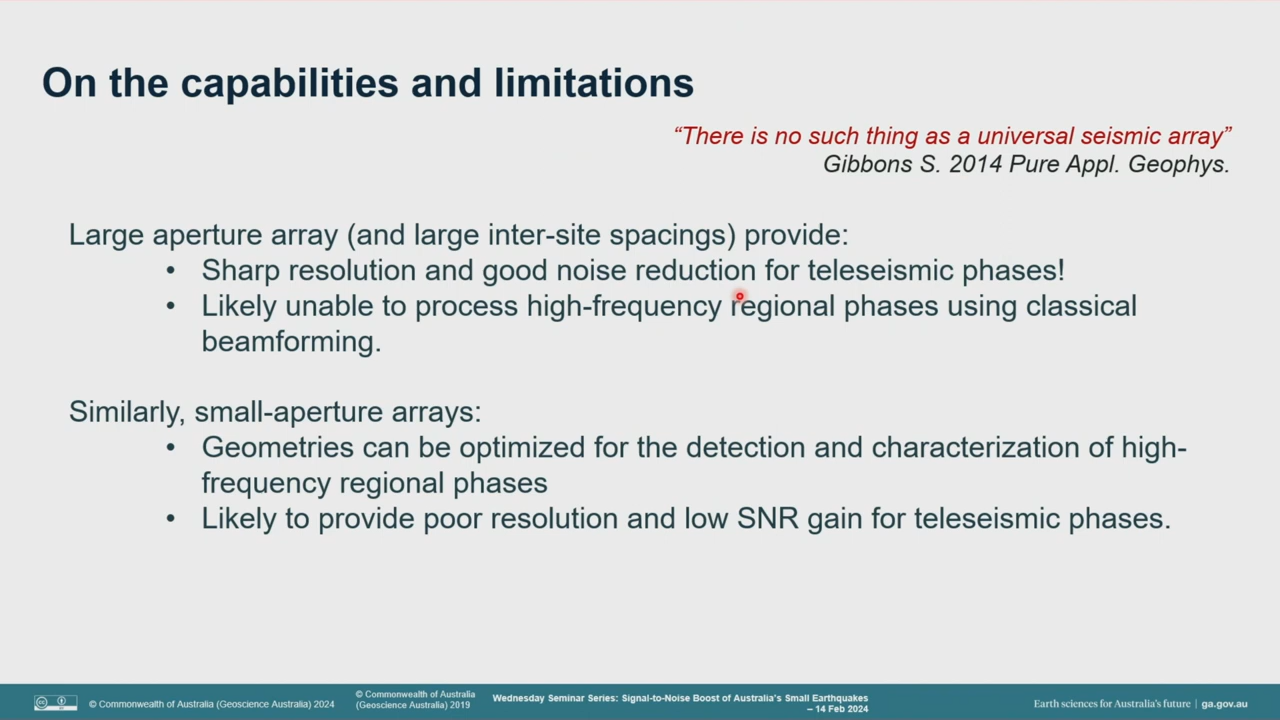 On the capabilities and limitations
“There is no such thing as a universal seismic array”
Gibbons S. 2014 Pure Appl. Geophys.
Large aperture array (and large inter-site spacings) provide:
• Sharp resolution and good noise reduction for teleseismic phases!
• Likely unable to process high-frequency regional phases using classical
beamforming.
Similarly, small-aperture arrays:
• Geometries can be optimized for the detection and characterization of high-
frequency regional phases
• Likely to provide poor resolution and low SNR gain for teleseismic phases.
© Commonwealth of Australia (Geoscience Australia) 2024
© Commonwealth of Australia
(Geoscience Australia) 2019
Wednesday Seminar Series: Signal-to-Noise Boost of Australia's Small Earthquakes
– 14 Feb 2024
Earth sciences for Australia's future | ga.gov.au